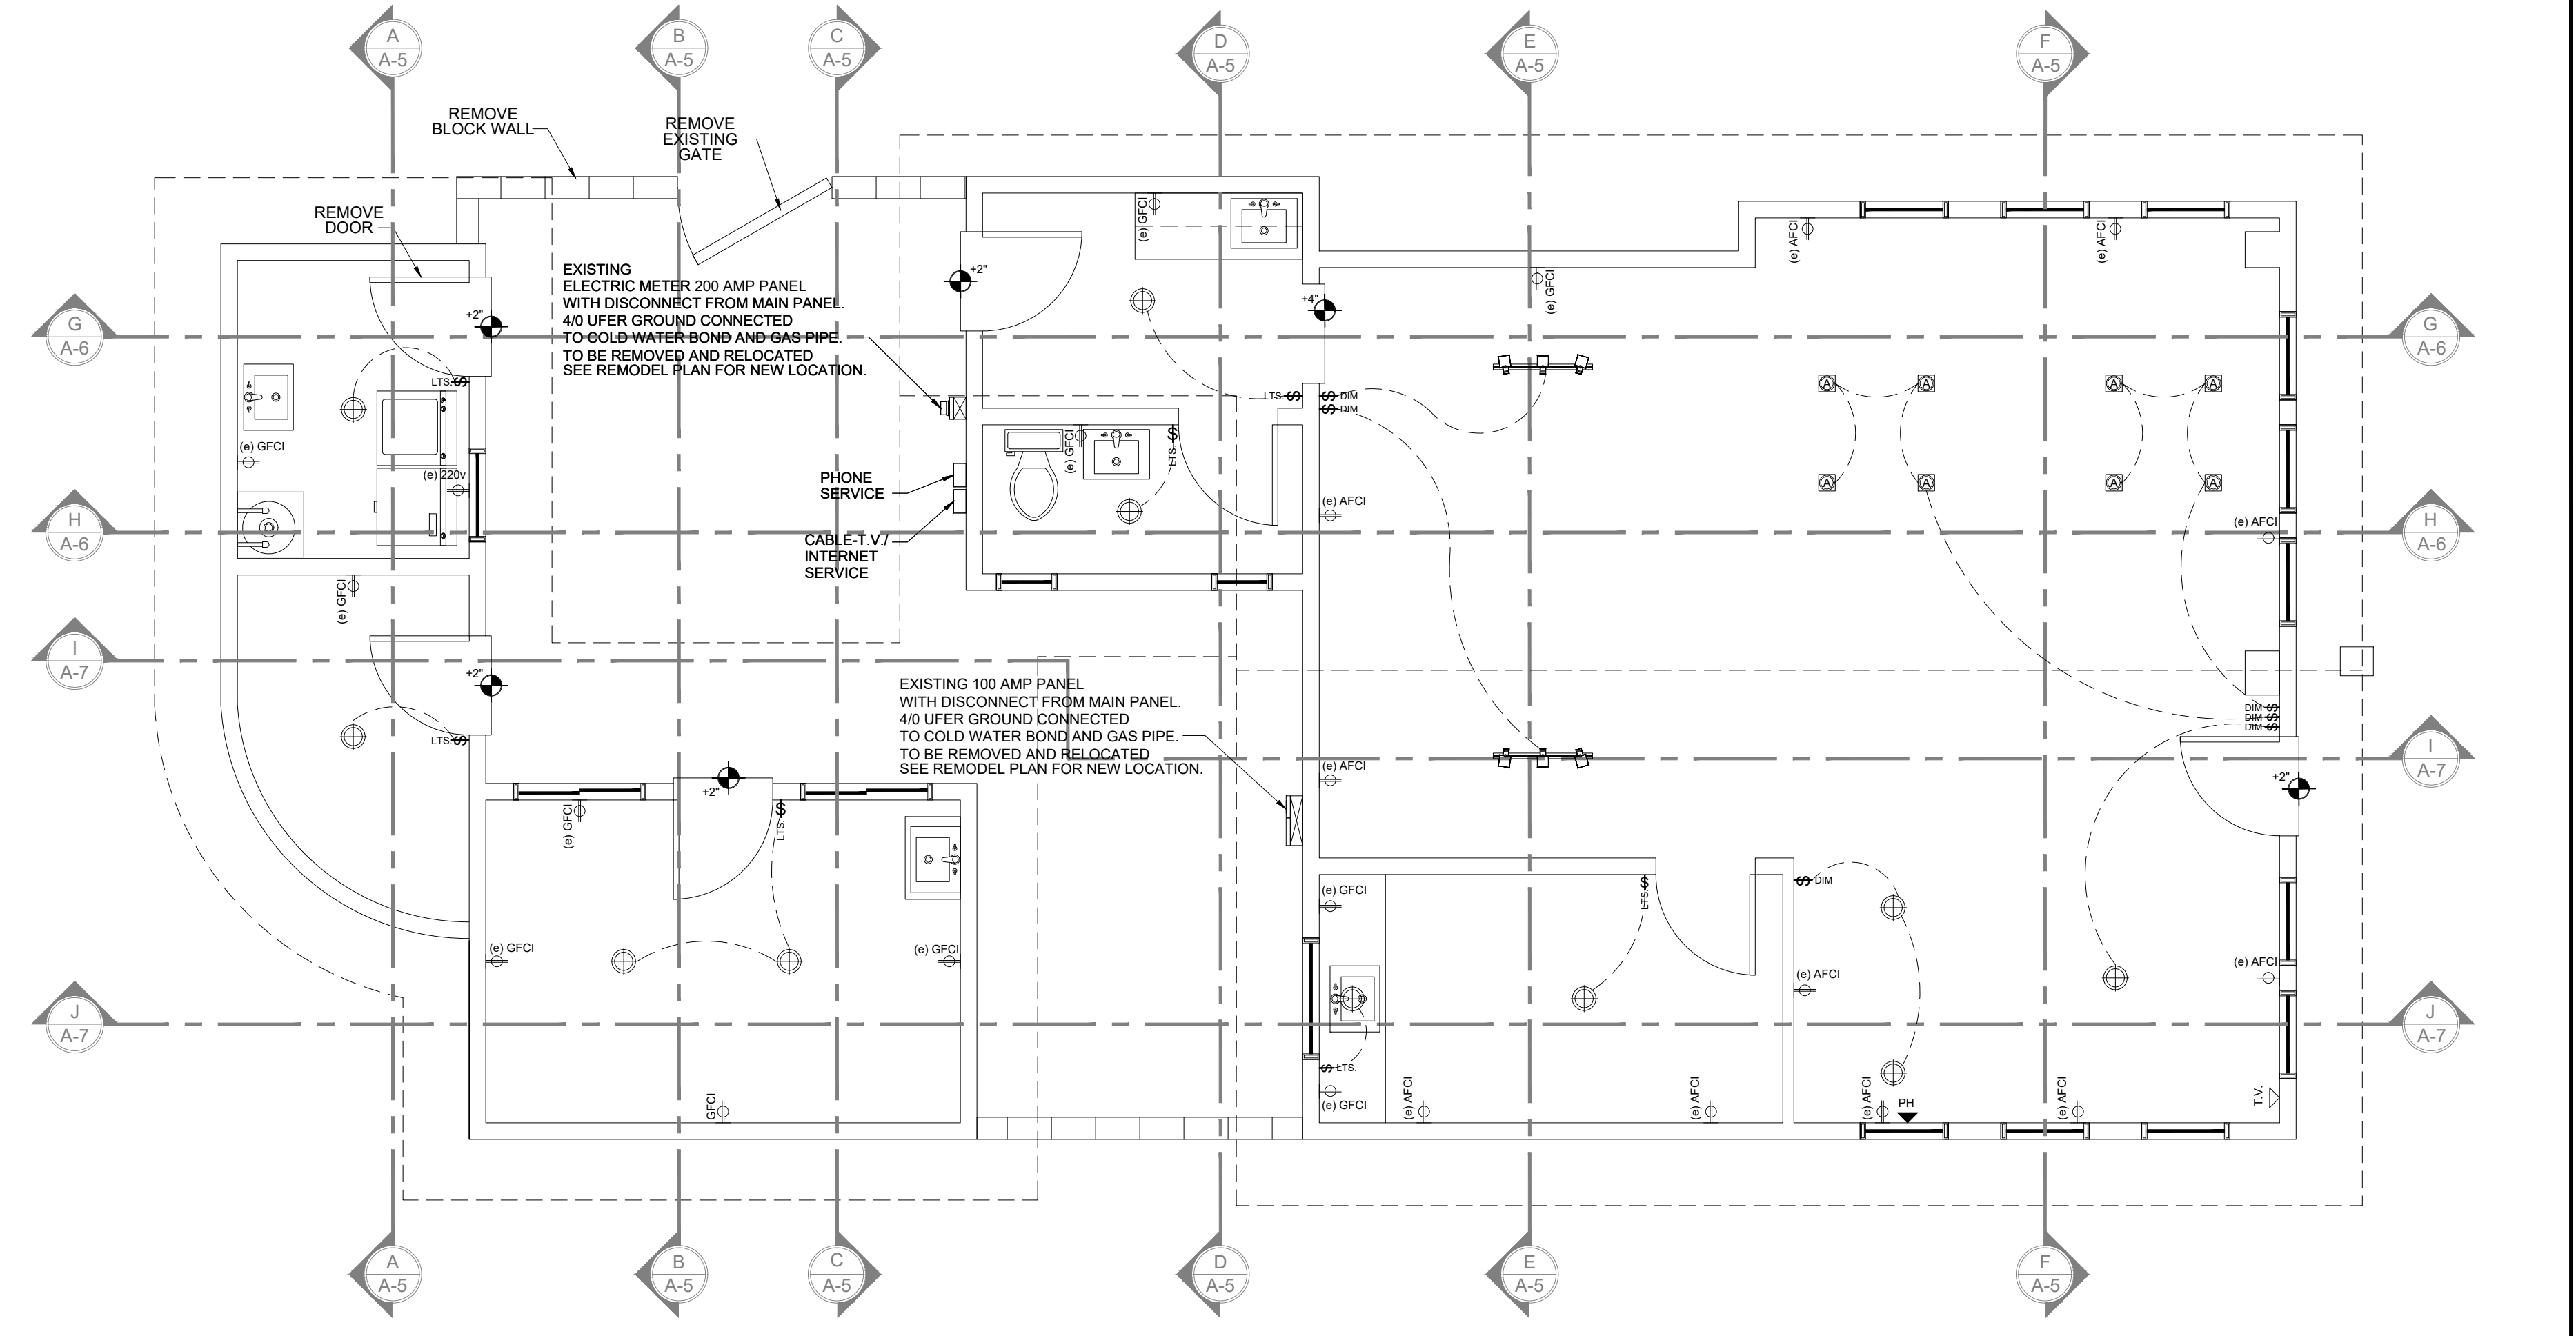 A
A-5
B
A-5
C
A-5
D
A-5
E
A-5
F
A-5
REMOVE
BLOCK WALL
REMOVE
EXISTING
GATE
REMOVE
DOOR
(e) GFCI
(e) AFCI
(e) AFCI
EXISTING
ELECTRIC METER 200 AMP PANEL
WITH DISCONNECT FROM MAIN PANEL.
4/0 UFER GROUND CONNECTED
TO COLD WATER BOND AND GAS PIPE.
TO BE REMOVED AND RELOCATED
SEE REMODEL PLAN FOR NEW LOCATION.
+2"
+4"
(e) GFCI
G
A-6
+2"
G
A-6
LTS.
LTS.
DIM
DIM
A
A
A
A
(e) GFCI
(e) GFCI
LTS.
(e) 220v
PHONE
SERVICE
A
A
A
A
(e) AFCI
H
A-6
(e) AFCI
H
A-6
CABLE-T.V./
INTERNET
SERVICE
(e) GFCI
I
A-7
+2"
EXISTING 100 AMP PANEL
WITH DISCONNECT FROM MAIN PANEL.
4/0 UFER GROUND CONNECTED
TO COLD WATER BOND AND GAS PIPE.
TO BE REMOVED AND RELOCATED
SEE REMODEL PLAN FOR NEW LOCATION.
DIM
DIM
DIM
LTS.
I
A-7
(e) AFCI
+2"
+2"
(e) GFCI
LTS.
(e) GFCI
LTS.
DIM
(e) GFCI
(e) GFCI
(e) AFCI
(e) AFCI
J
A-7
J
A-7
LTS.
GFCI
(e) GFCI
(e) AFCI
(e) AFCI
(e) AFCI
PH
(e) AFCI
T.V.
A
A-5
B
A-5
C
A-5
D
A-5
E
A-5
F
A-5